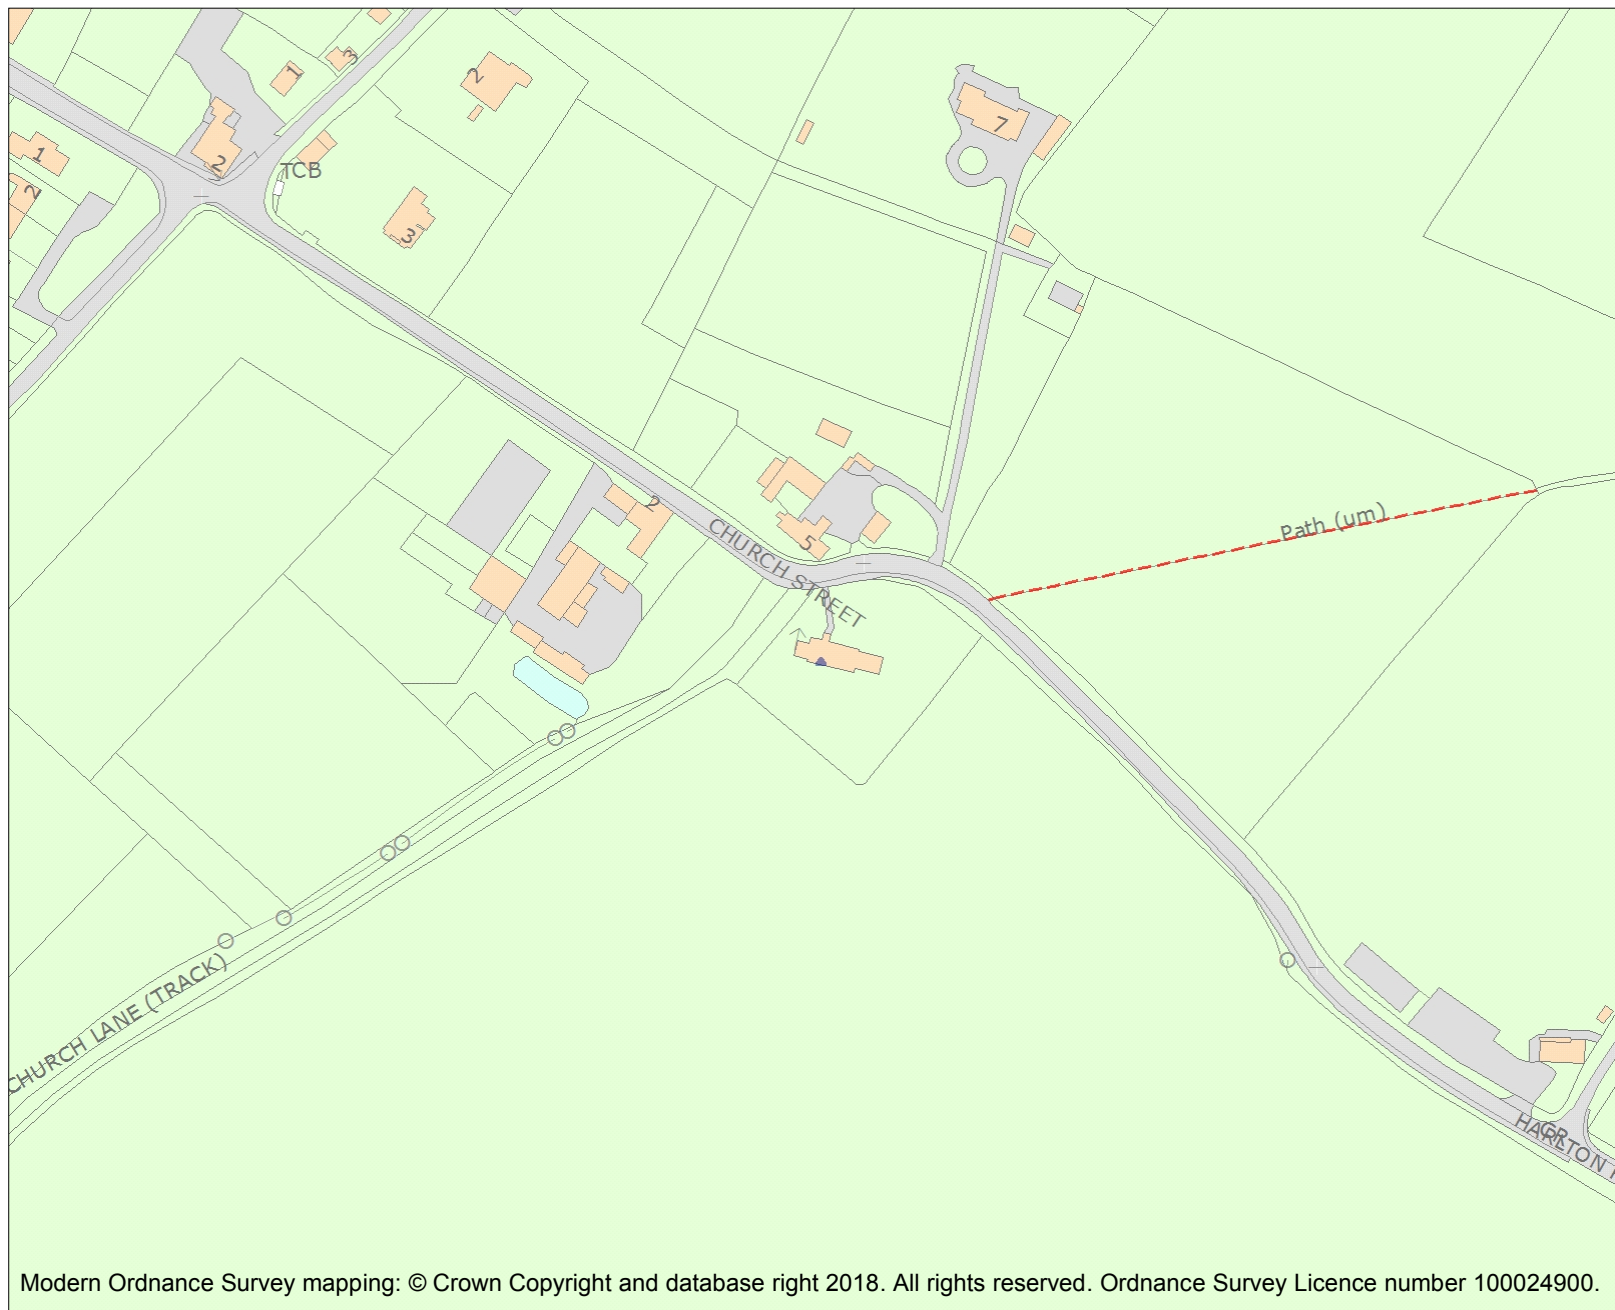 1
3
2
2
TCB
3
1
2
7
2
5
CHURCH STREET
Path (um)
CHURCH LANE (TRACK)
HARLTON
GR
Modern Ordnance Survey mapping: © Crown Copyright and database right 2018. All rights reserved. Ordnance Survey Licence number 100024900.